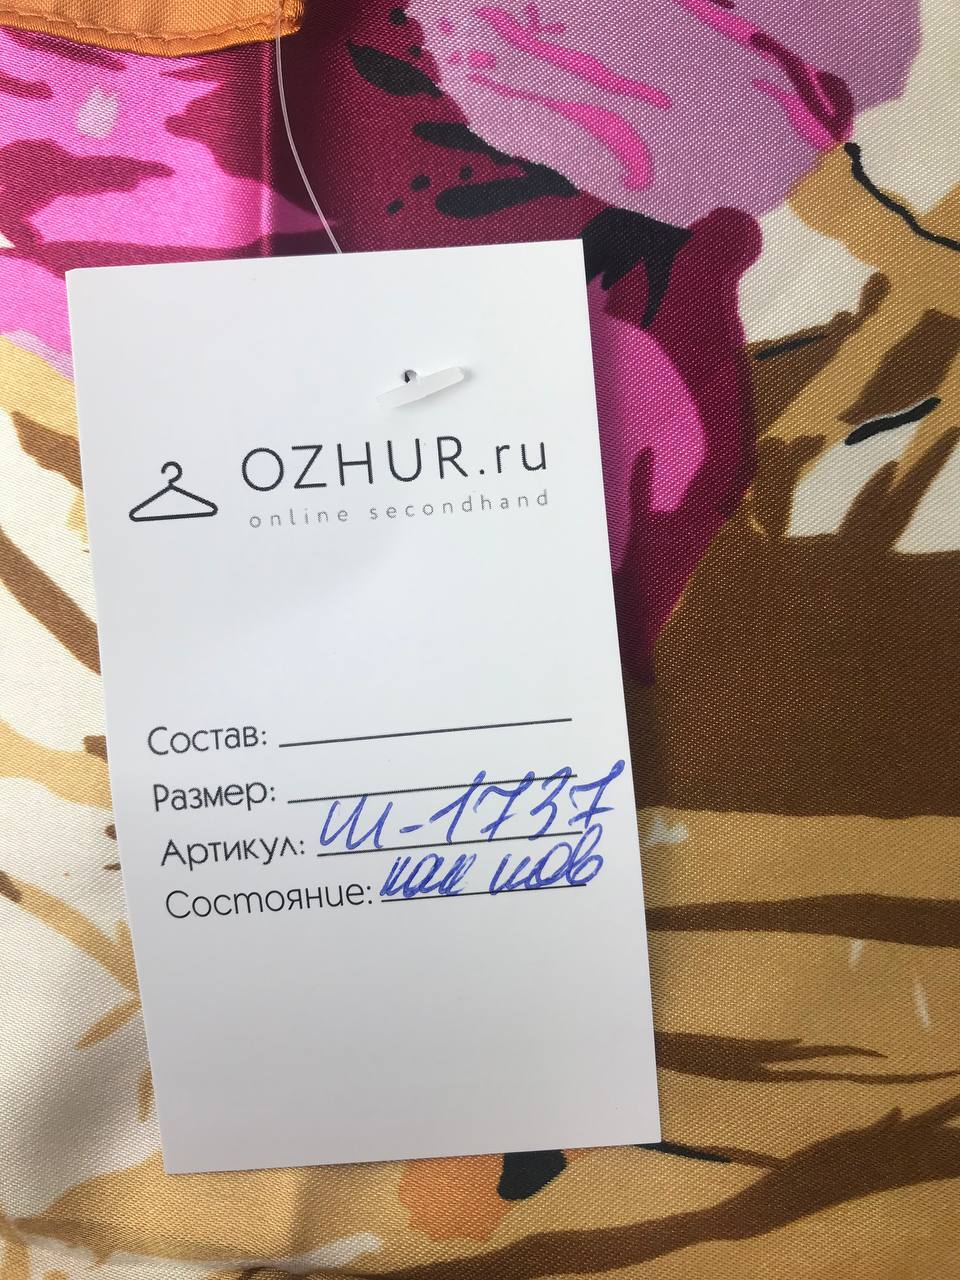 OZHUR.ru
online secondhand
Состав:
Размер:
Артикул: Ш-1737
Состояние: как нов